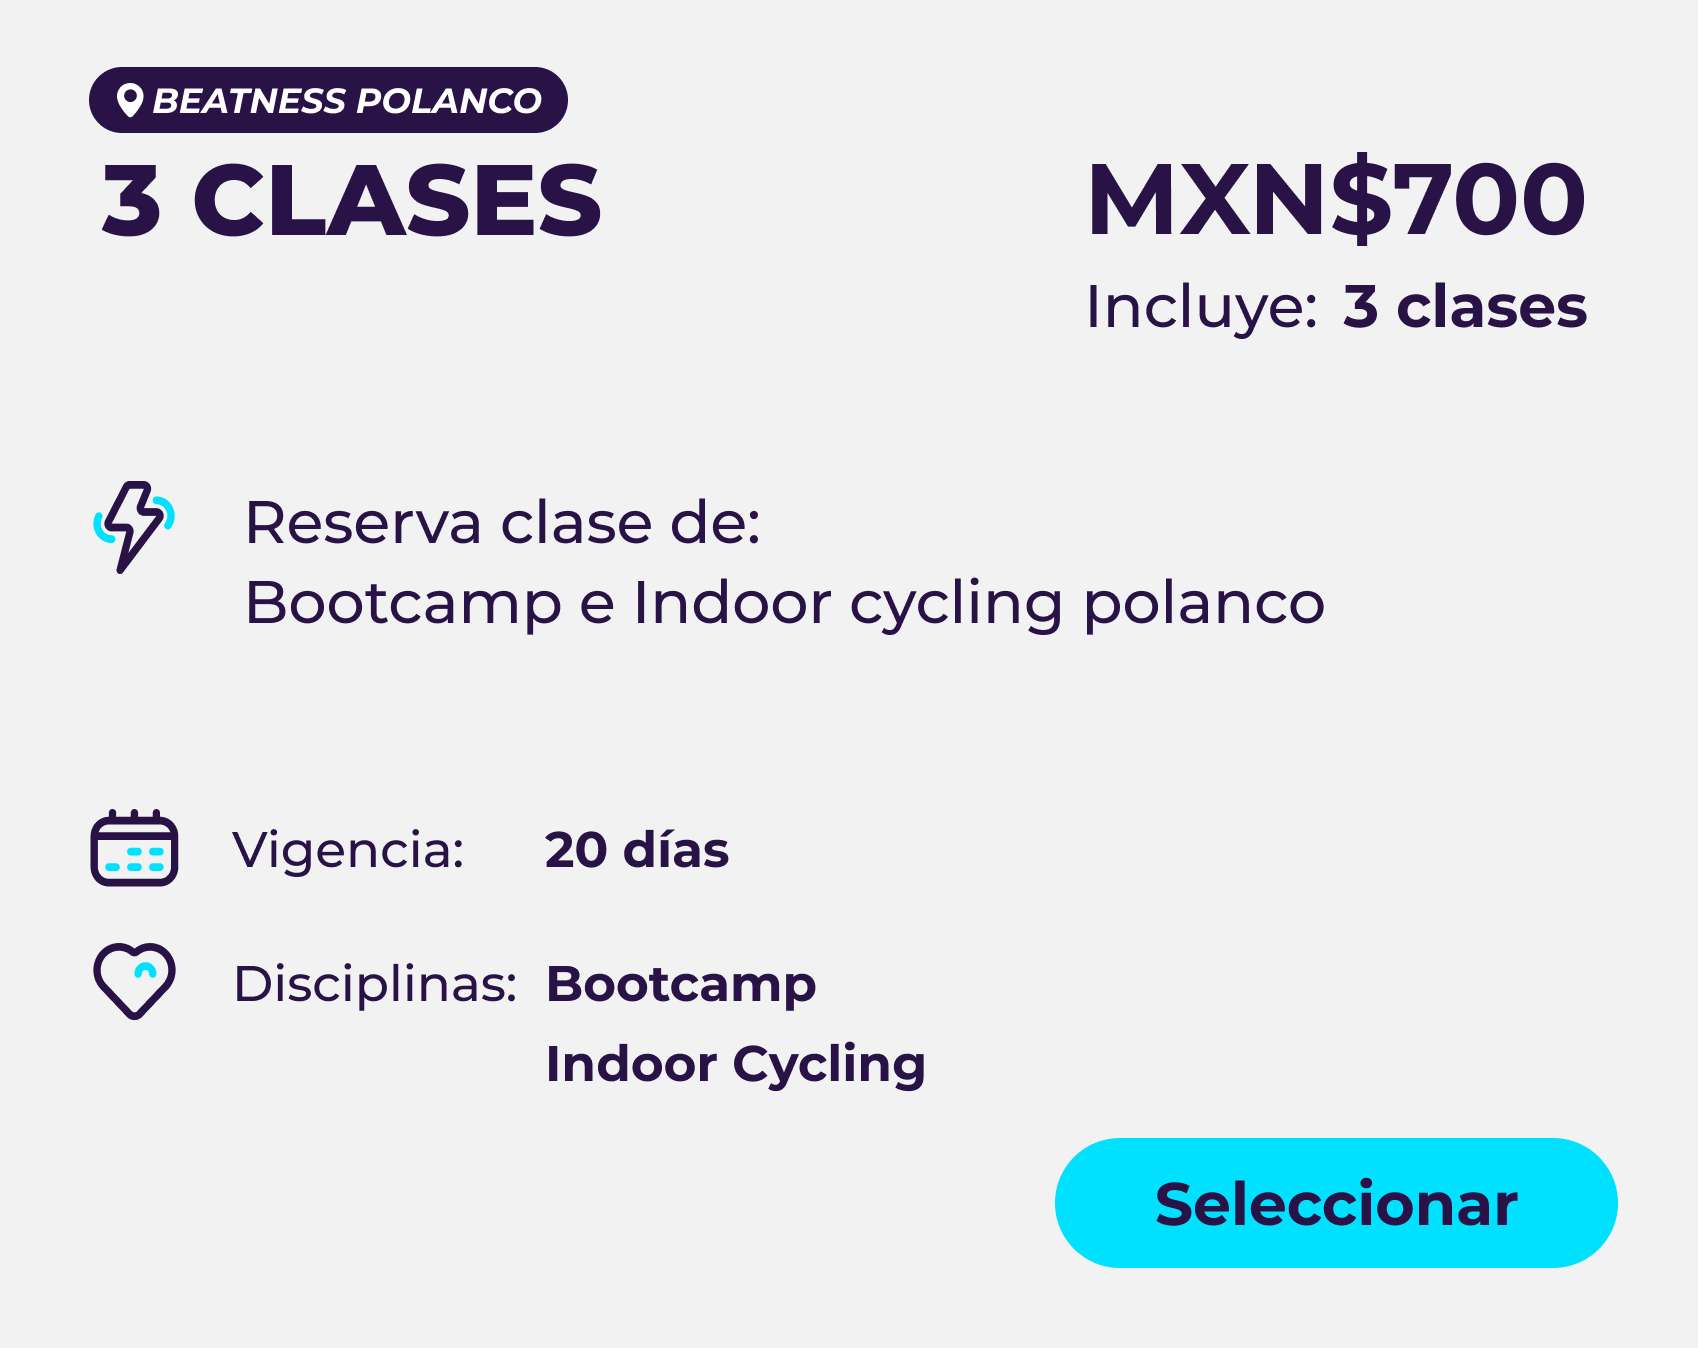 BEATNESS POLANCO
3 CLASES
MXN$700
Incluye: 3 clases
Reserva clase de:
Bootcamp e Indoor cycling polanco
Vigencia: 20 días
Disciplinas: Bootcamp
Indoor Cycling
Seleccionar